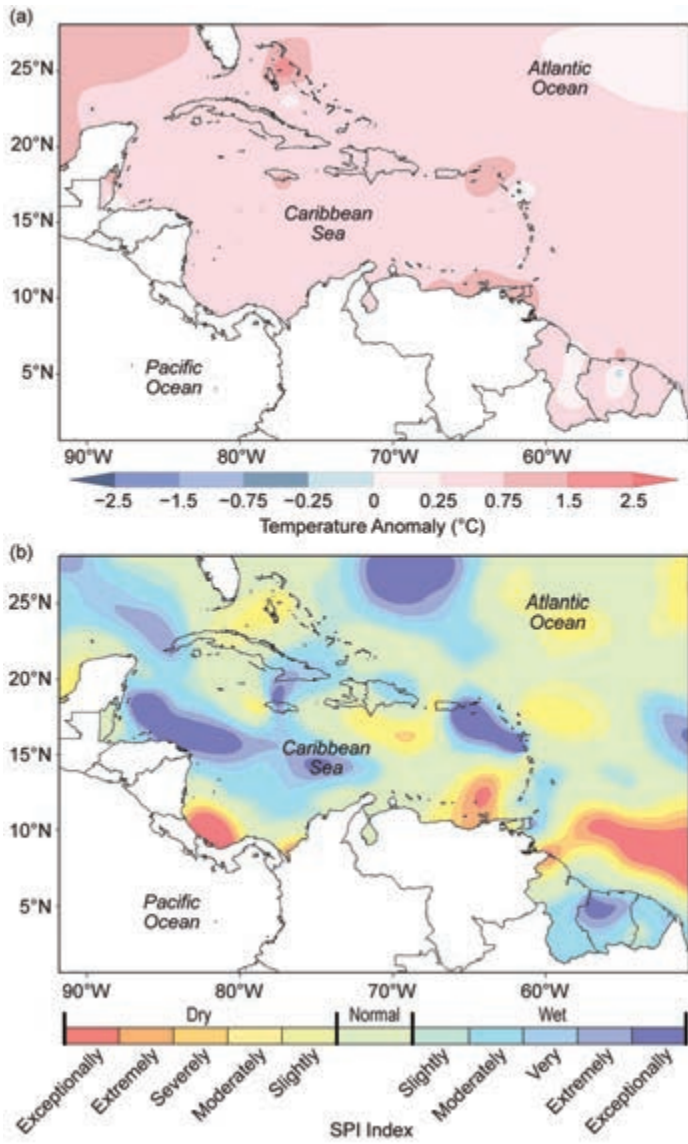 (a)
25°N
20°N
15°N
10°N
5°N
Atlantic
Ocean
Caribbean
Sea
Pacific
Ocean
90°W 80°W 70°W 60°W
−2.5 −1.5 −0.75 −0.25 0 0.25 0.75 1.5 2.5
Temperature Anomaly (°C)
(b)
25°N
20°N
15°N
10°N
5°N
Atlantic
Ocean
Caribbean
Sea
Pacific
Ocean
90°W 80°W 70°W 60°W
Dry Normal Wet
Exceptionally Extremely Severely Moderately Slightly Slightly Moderately Very Extremely Exceptionally
SPI Index